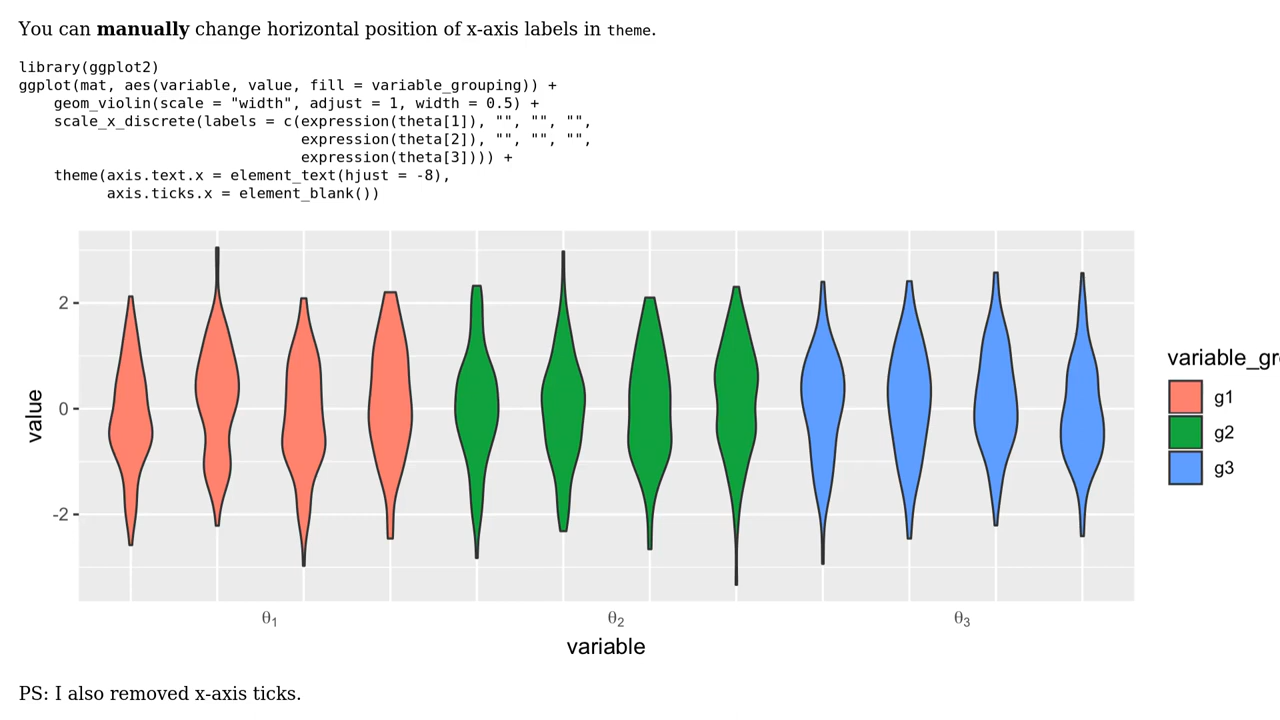 You can manually change horizontal position of x-axis labels in theme.
library(ggplot2)
ggplot(mat, aes(variable, value, fill = variable_grouping)) +
    geom_violin(scale = "width", adjust = 1, width = 0.5) +
    scale_x_discrete(labels = c(expression(theta[1]), "", "", "",
                                expression(theta[2]), "", "", "",
                                expression(theta[3]))) +
    theme(axis.text.x = element_text(hjust = -8),
          axis.ticks.x = element_blank())
2
0
-2
value
θ1 θ2 θ3
variable
variable_gr
g1
g2
g3
PS: I also removed x-axis ticks.